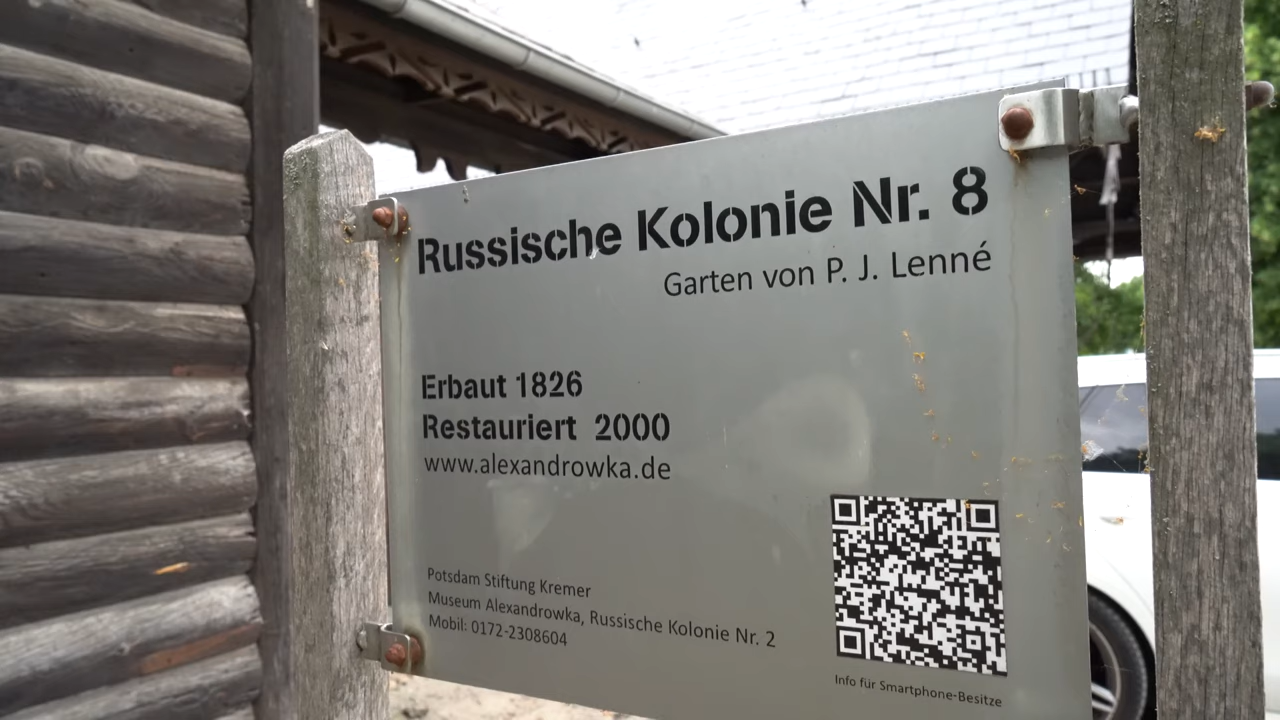 Russische Kolonie Nr. 8
Garten von P. J. Lenné
Erbaut 1826
Restauriert 2000
www.alexandrowka.de
Potsdam Stiftung Kremer
Museum Alexandrowka, Russische Kolonie Nr. 2
Mobil: 0172-2308604
Info für Smartphone-Besitze